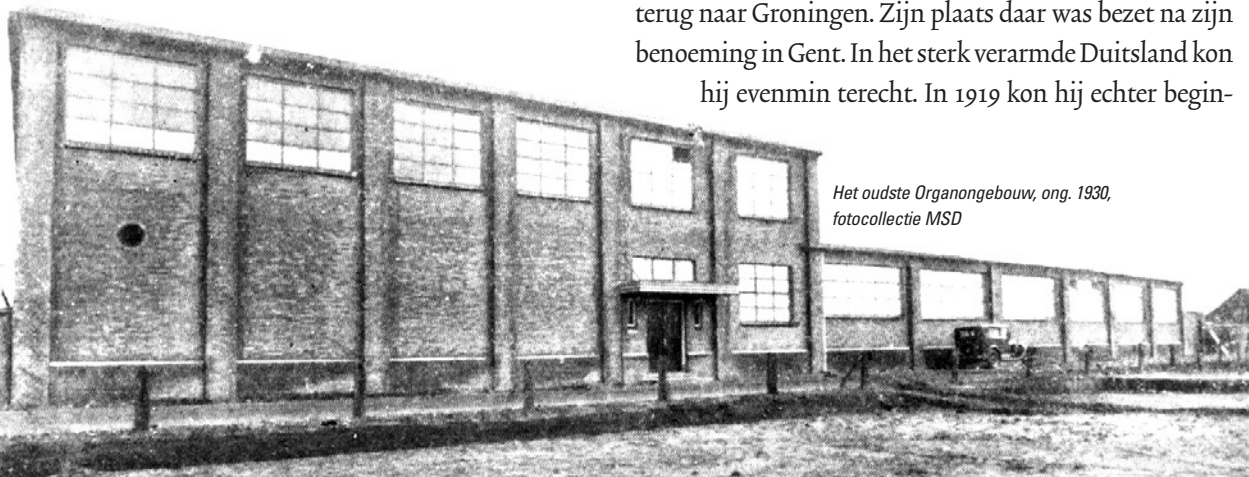 terug naar Groningen. Zijn plaats daar was bezet na zijn
benoeming in Gent. In het sterk verarmde Duitsland kon
hij evenmin terecht. In 1919 kon hij echter begin-
Het oudste Organongebouw, ong. 1930,
fotocollectie MSD